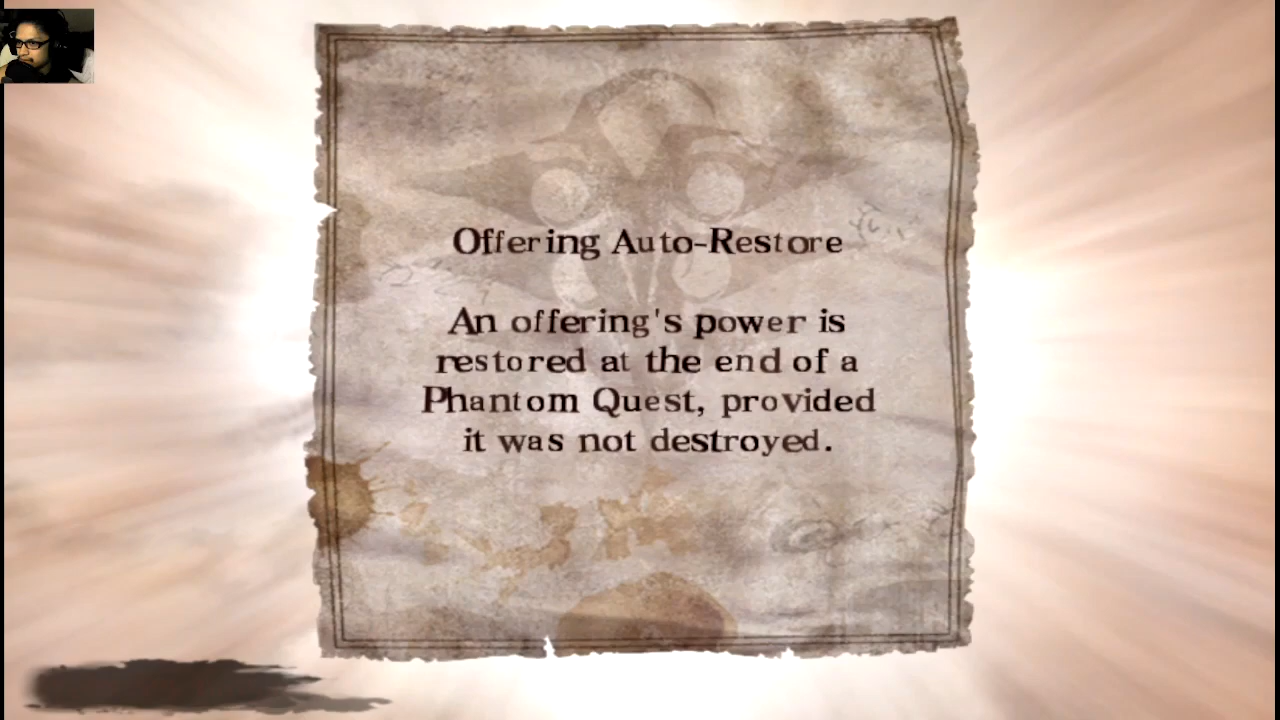 Offering Auto-Restore
An offering's power is
restored at the end of a
Phantom Quest, provided
it was not destroyed.